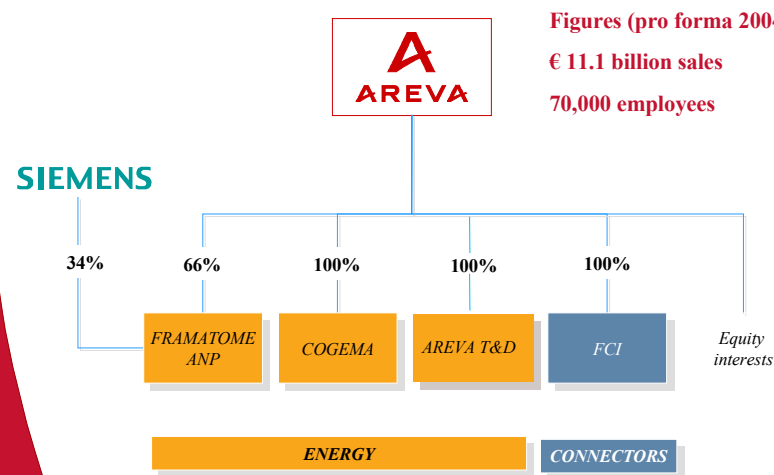 Figures (pro forma 2004
€ 11.1 billion sales
70,000 employees
AREVA
SIEMENS
34%
66%
100%
100%
100%
FRAMATOME
ANP
COGEMA
AREVA T&D
FCI
Equity
interests
ENERGY
CONNECTORS